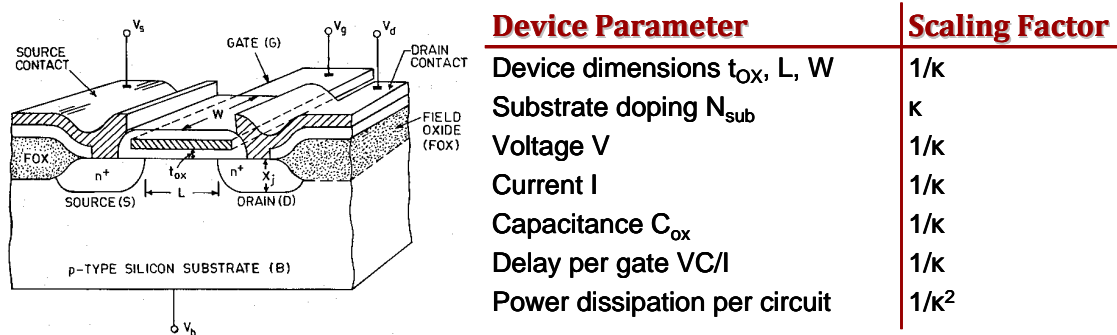 Vs
Vg
Vd
SOURCE
CONTACT
GATE (G)
DRAIN
CONTACT
W
FIELD
OXIDE
(FOX)
FOX
n+
tox
n+
Xj
L
SOURCE (S)
DRAIN (D)
p-TYPE SILICON SUBSTRATE (B)
Vb
Device Parameter Scaling Factor
Device dimensions tOX, L, W 1/κ
Substrate doping Nsub κ
Voltage V 1/κ
Current I 1/κ
Capacitance Cox 1/κ
Delay per gate VC/I 1/κ
Power dissipation per circuit 1/κ²